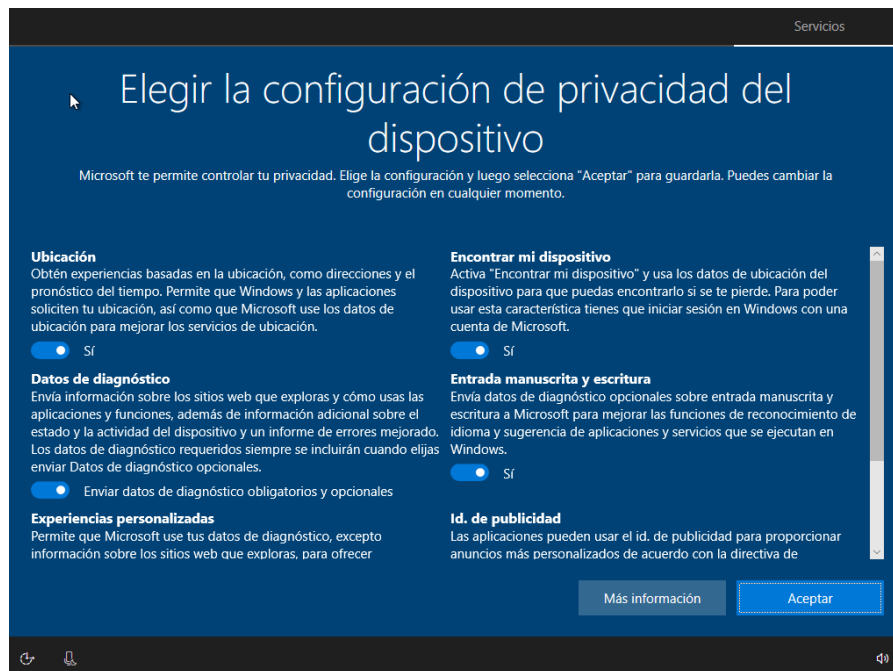 Servicios
Elegir la configuración de privacidad del
dispositivo
Microsoft te permite controlar tu privacidad. Elige la configuración y luego selecciona "Aceptar" para guardarla. Puedes cambiar la
configuración en cualquier momento.
Ubicación
Obtén experiencias basadas en la ubicación, como direcciones y el
pronóstico del tiempo. Permite que Windows y las aplicaciones
soliciten tu ubicación, así como que Microsoft use los datos de
ubicación para mejorar los servicios de ubicación.
Sí
Datos de diagnóstico
Envía información sobre los sitios web que exploras y cómo usas las
aplicaciones y funciones, además de información adicional sobre el
estado y la actividad del dispositivo y un informe de errores mejorado.
Los datos de diagnóstico requeridos siempre se incluirán cuando elijas
enviar Datos de diagnóstico opcionales.
Enviar datos de diagnóstico obligatorios y opcionales
Experiencias personalizadas
Permite que Microsoft use tus datos de diagnóstico, excepto
información sobre los sitios web que exploras, para ofrecer
Encontrar mi dispositivo
Activa "Encontrar mi dispositivo" y usa los datos de ubicación del
dispositivo para que puedas encontrarlo si se te pierde. Para poder
usar esta característica tienes que iniciar sesión en Windows con una
cuenta de Microsoft.
Sí
Entrada manuscrita y escritura
Envía datos de diagnóstico opcionales sobre entrada manuscrita y
escritura a Microsoft para mejorar las funciones de reconocimiento de
idioma y sugerencia de aplicaciones y servicios que se ejecutan en
Windows.
Sí
Id. de publicidad
Las aplicaciones pueden usar el id. de publicidad para proporcionar
anuncios más personalizados de acuerdo con la directiva de
Más información
Aceptar